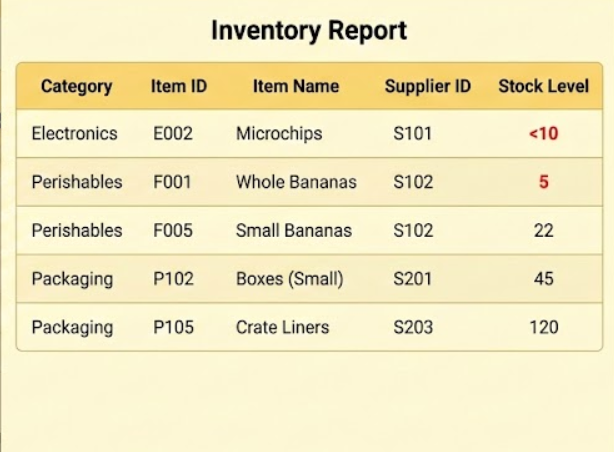 Inventory Report
Category Item ID Item Name Supplier ID Stock Level
Electronics E002 Microchips S101 <10
Perishables F001 Whole Bananas S102 5
Perishables F005 Small Bananas S102 22
Packaging P102 Boxes (Small) S201 45
Packaging P105 Crate Liners S203 120